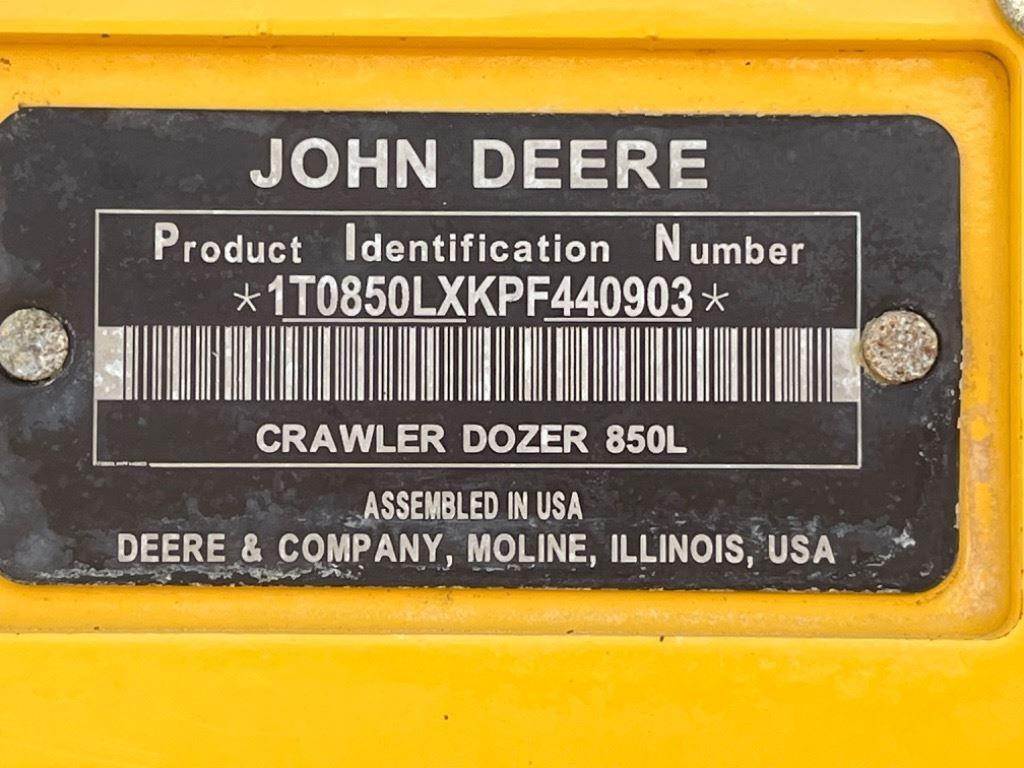 JOHN DEERE
Product Identification Number
*1T0850LXKPF440903*
CRAWLER DOZER 850L
ASSEMBLED IN USA
DEERE & COMPANY, MOLINE, ILLINOIS, USA